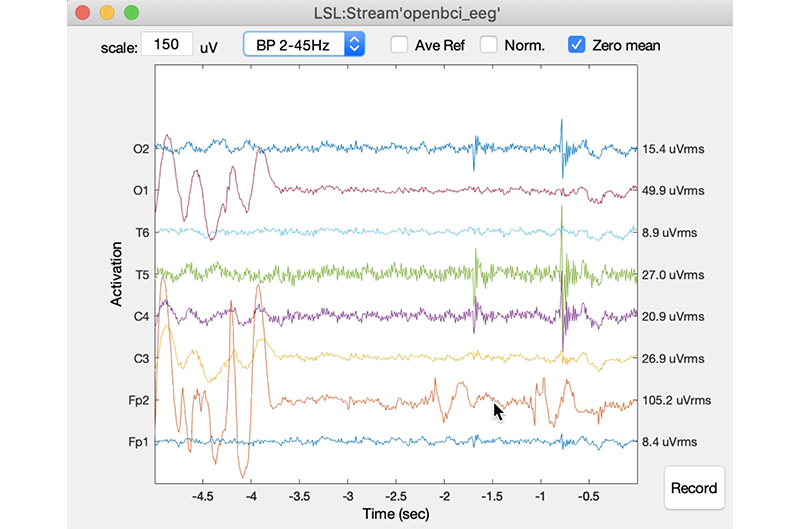 LSL:Stream'openbci_eeg'
scale: 150 uV BP 2-45Hz Ave Ref Norm. Zero mean
O2 15.4 uVrms
O1 49.9 uVrms
T6 8.9 uVrms
T5 27.0 uVrms
C4 20.9 uVrms
C3 26.9 uVrms
Fp2 105.2 uVrms
Fp1 8.4 uVrms
Activation
-4.5 -4 -3.5 -3 -2.5 -2 -1.5 -1 -0.5
Time (sec)
Record